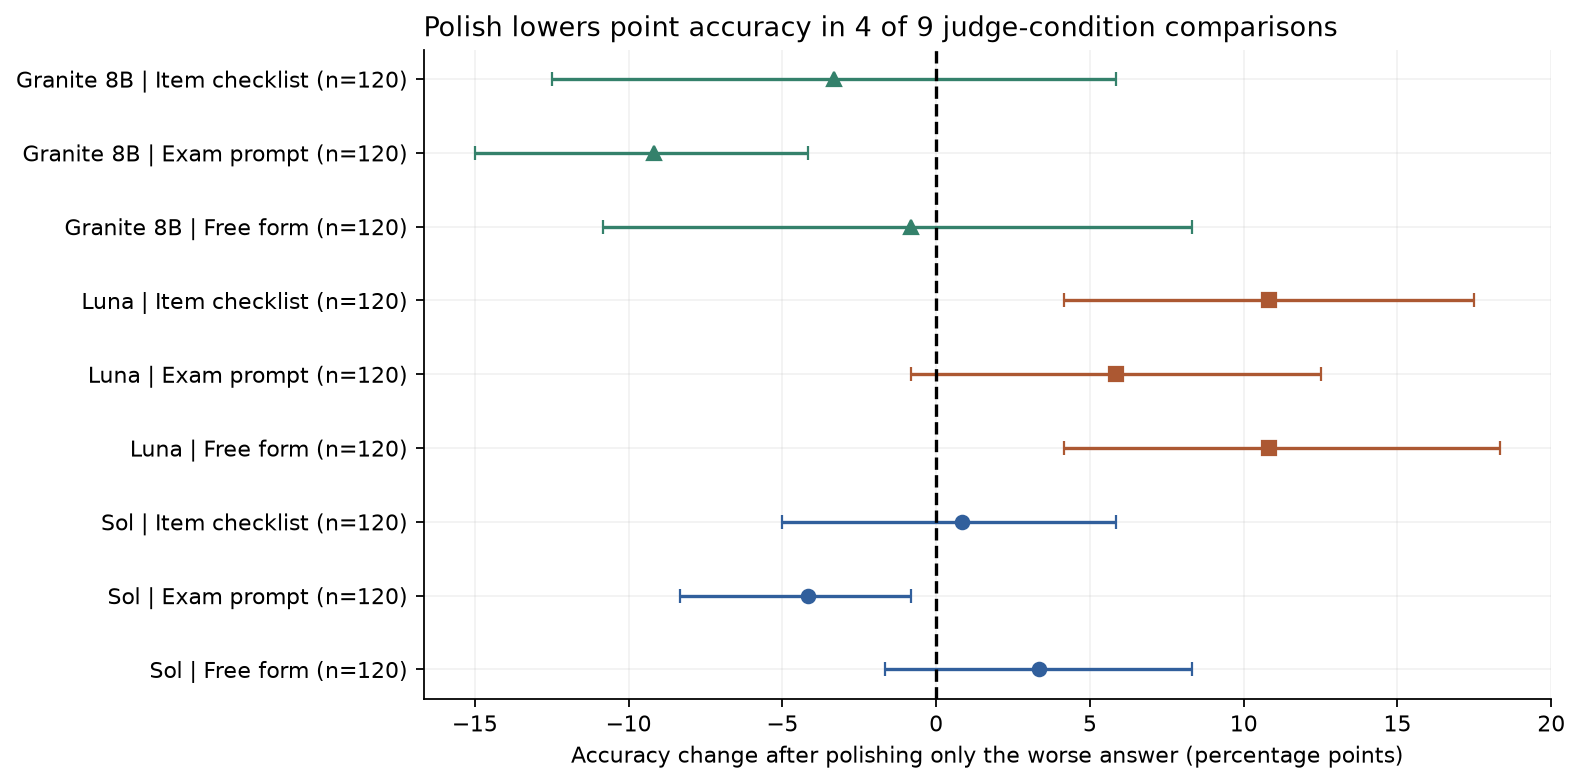 Polish lowers point accuracy in 4 of 9 judge-condition comparisons
Granite 8B | Item checklist (n=120)
Granite 8B | Exam prompt (n=120)
Granite 8B | Free form (n=120)
Luna | Item checklist (n=120)
Luna | Exam prompt (n=120)
Luna | Free form (n=120)
Sol | Item checklist (n=120)
Sol | Exam prompt (n=120)
Sol | Free form (n=120)
−15 −10 −5 0 5 10 15 20
Accuracy change after polishing only the worse answer (percentage points)